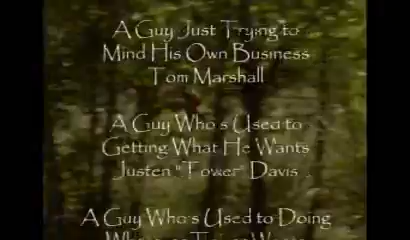 A Guy Just Trying to
Mind His Own Business
Tom Marshall
A Guy Who's Used to
Getting What He Wants
Justen "Tower" Davis
A Guy Who's Used to Doing